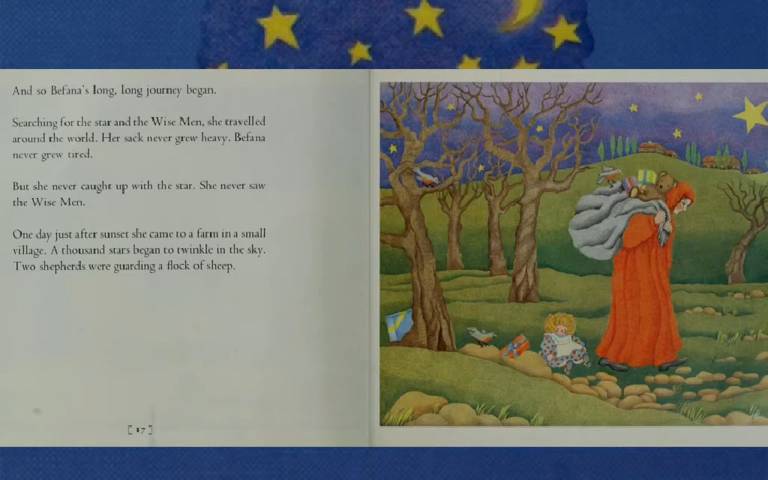 And so Befana's long, long journey began.
Searching for the star and the Wise Men, she travelled
around the world. Her sack never grew heavy. Befana
never grew tired.
But she never caught up with the star. She never saw
the Wise Men.
One day just after sunset she came to a farm in a small
village. A thousand stars began to twinkle in the sky.
Two shepherds were guarding a flock of sheep.
[ 17 ]